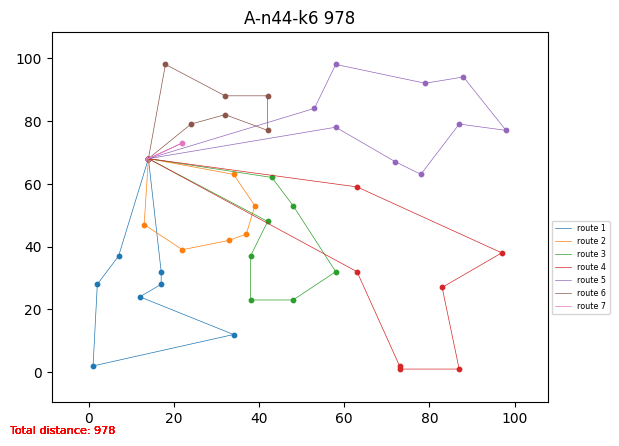 A-n44-k6 978
100
80
60
40
20
0
0 20 40 60 80 100
route 1
route 2
route 3
route 4
route 5
route 6
route 7
Total distance: 978